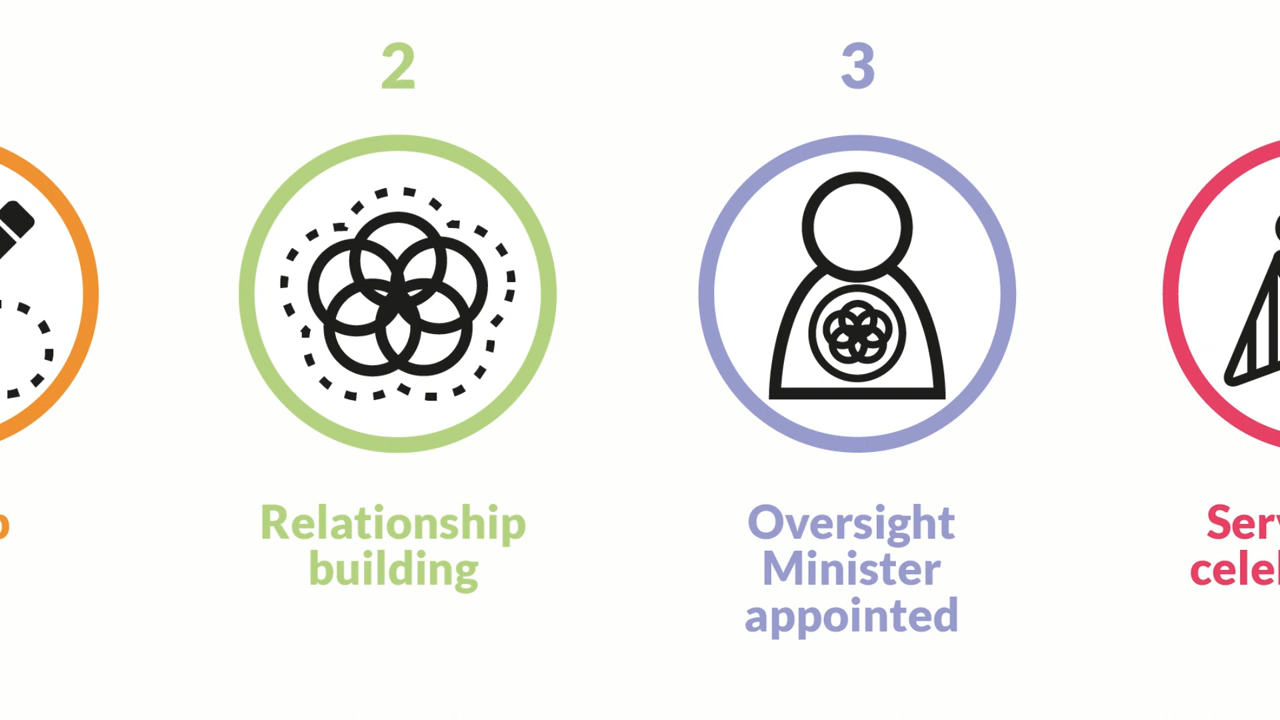 2
Relationship
building
3
Oversight
Minister
appointed